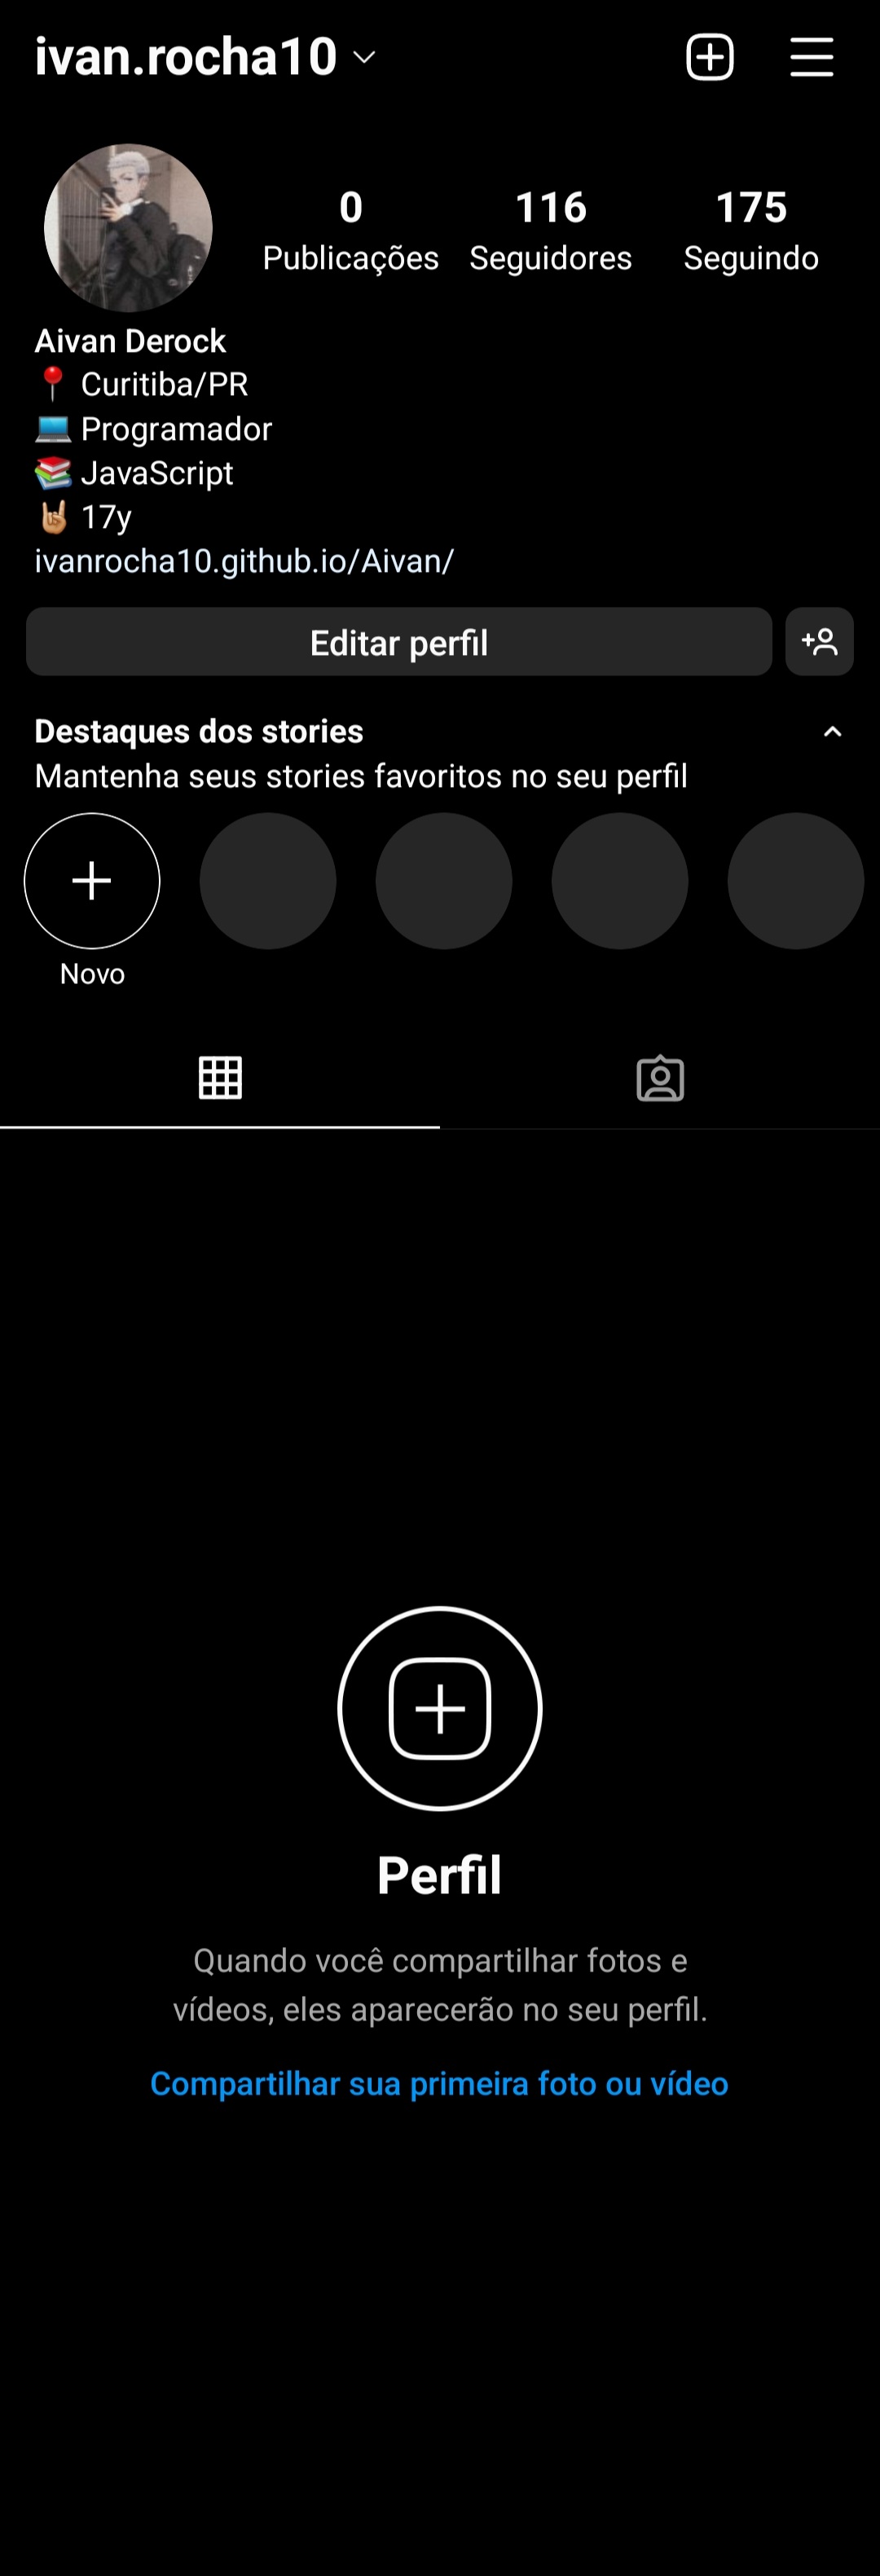 ivan.rocha10
0 116 175
Publicações Seguidores Seguindo
Aivan Derock
📍 Curitiba/PR
💻 Programador
📚 JavaScript
🤘🏼 17y
ivanrocha10.github.io/Aivan/
Editar perfil
Destaques dos stories
Mantenha seus stories favoritos no seu perfil
Novo
Perfil
Quando você compartilhar fotos e
vídeos, eles aparecerão no seu perfil.
Compartilhar sua primeira foto ou vídeo